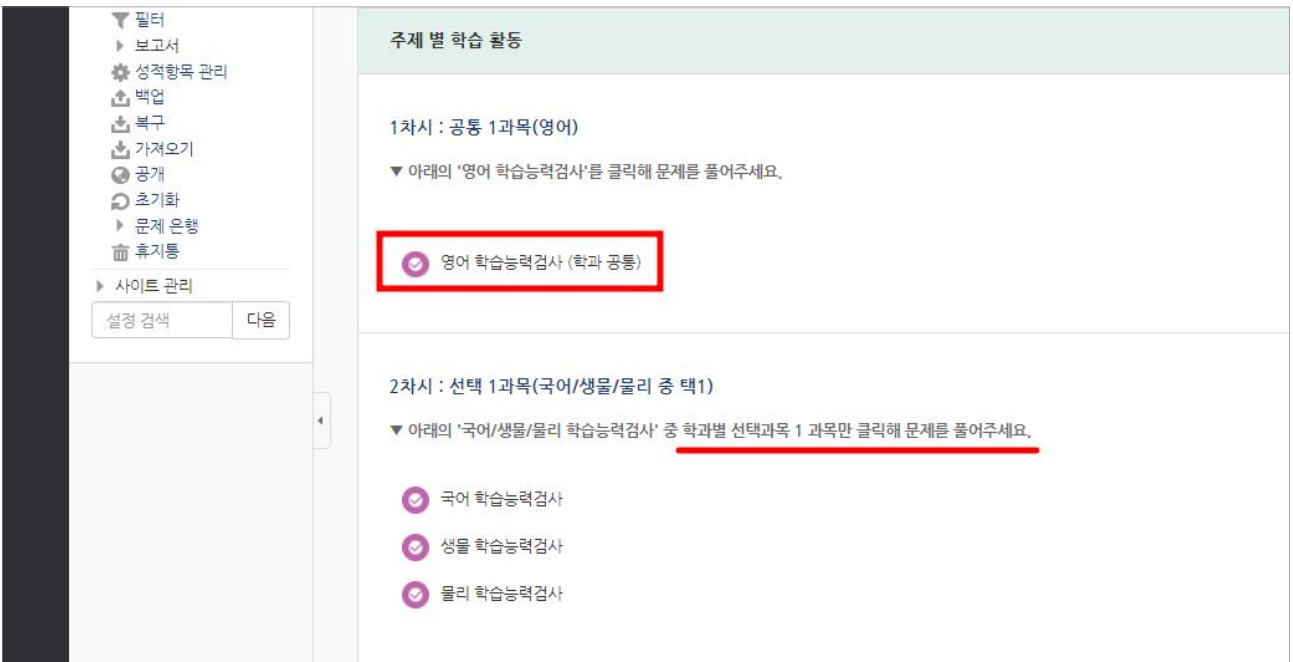 필터
보고서
성적항목 관리
백업
복구
가져오기
공개
초기화
문제 은행
휴지통
사이트 관리
설정 검색
다음
주제 별 학습 활동
1차시 : 공통 1과목(영어)
▼ 아래의 '영어 학습능력검사'를 클릭해 문제를 풀어주세요.
영어 학습능력검사 (학과 공통)
2차시 : 선택 1과목(국어/생물/물리 중 택1)
▼ 아래의 '국어/생물/물리 학습능력검사' 중 학과별 선택과목 1 과목만 클릭해 문제를 풀어주세요.
국어 학습능력검사
생물 학습능력검사
물리 학습능력검사